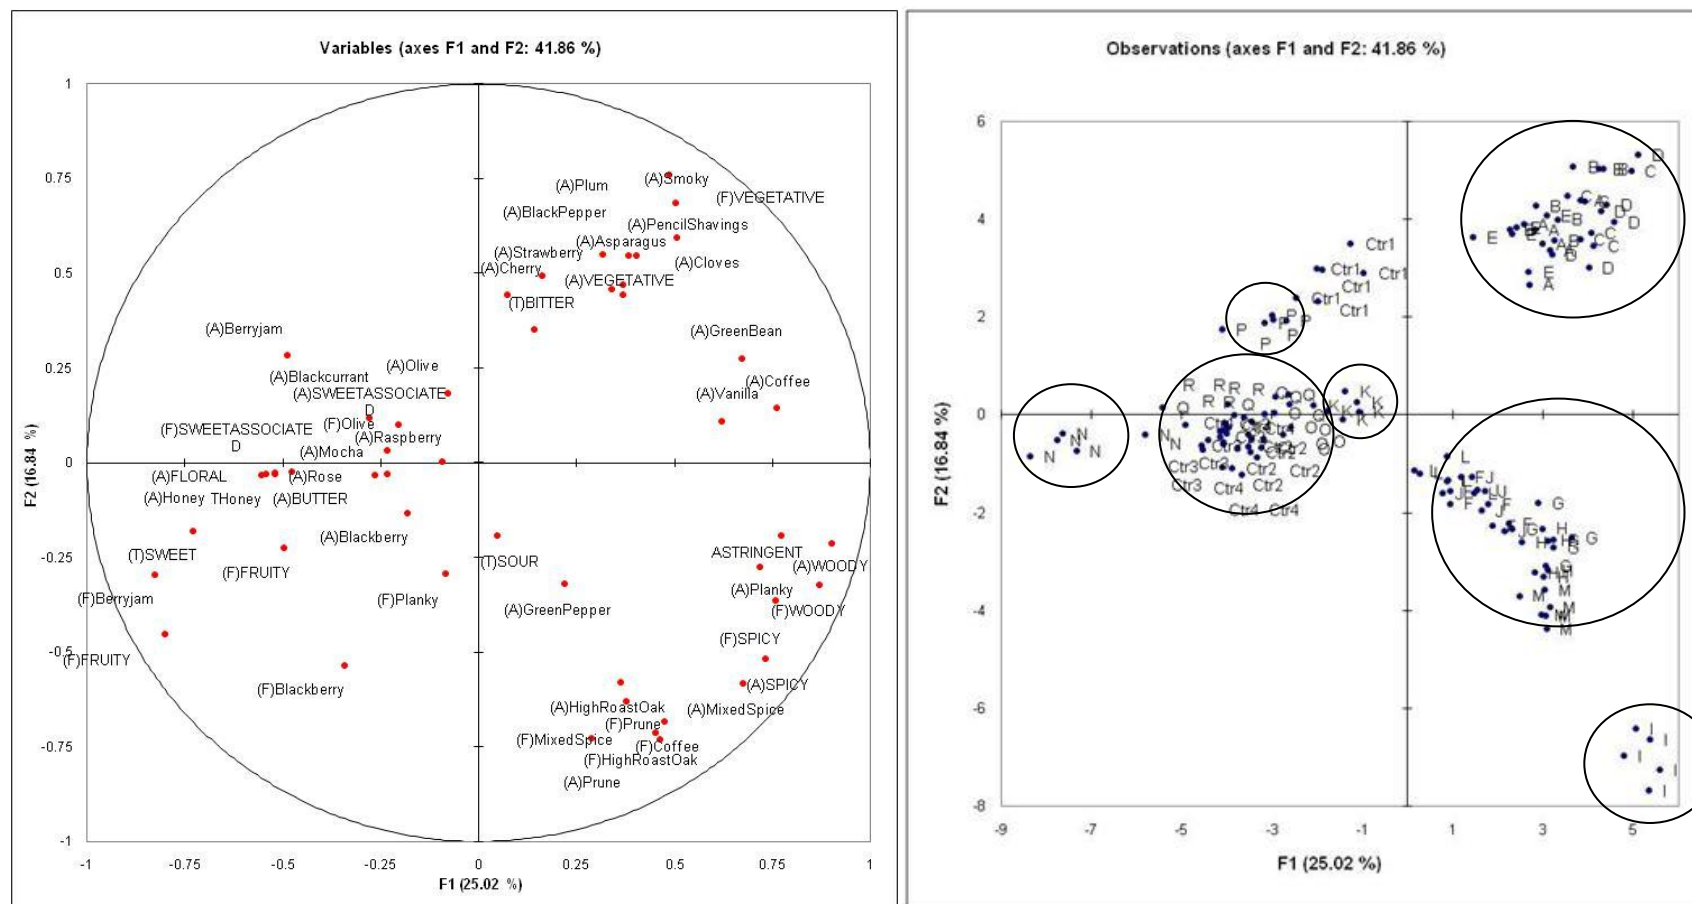 Variables (axes F1 and F2: 41.86 %)
1
0.75
0.5
0.25
0
-0.25
-0.5
-0.75
-1
F2 (16.84 %)
(A)Plum
(A)Smoky
(F)VEGETATIVE
(A)BlackPepper
(A)PencilShavings
(A)Strawberry
(A)Asparagus
(A)Cherry
(A)Cloves
(A)VEGETATIVE
(T)BITTER
(A)Berryjam
(A)GreenBean
(A)Olive
(A)Blackcurrant
(A)Coffee
(A)SWEETASSOCIATE
D
(A)Vanilla
(F)Olive
(F)SWEETASSOCIATE
D
(A)Raspberry
(A)Mocha
(A)FLORAL
(A)Rose
(A)Honey
THoney
(A)BUTTER
(A)Blackberry
(T)SWEET
(T)SOUR
ASTRINGENT
(A)WOODY
(F)FRUITY
(A)Planky
(F)Berryjam
(F)Planky
(A)GreenPepper
(F)WOODY
(F)SPICY
(F)FRUITY
(F)Blackberry
(A)SPICY
(A)HighRoastOak
(A)MixedSpice
(F)Prune
(F)MixedSpice
(F)Coffee
(F)HighRoastOak
(A)Prune
-1
-0.75
-0.5
-0.25
0
0.25
0.5
0.75
1
F1 (25.02 %)
Observations (axes F1 and F2: 41.86 %)
6
4
2
0
-2
-4
-6
-8
F2 (16.84 %)
D
B
C
B
D
E
A
D
Ctr1
Ctr1
Ctr1
Ctr1
Ctr1
Ctr1
P
P
P
P
P
R
R
R
R
R
R
Q
Q
K
K
K
K
K
N
N
N
N
N
O
O
O
Ctr2
Ctr2
Ctr2
Ctr2
Ctr3
Ctr3
Ctr3
Ctr4
Ctr4
Ctr4
L
J
F
G
G
H
G
M
M
M
M
I
I
I
I
I
-9
-7
-5
-3
-1
1
3
5
F1 (25.02 %)